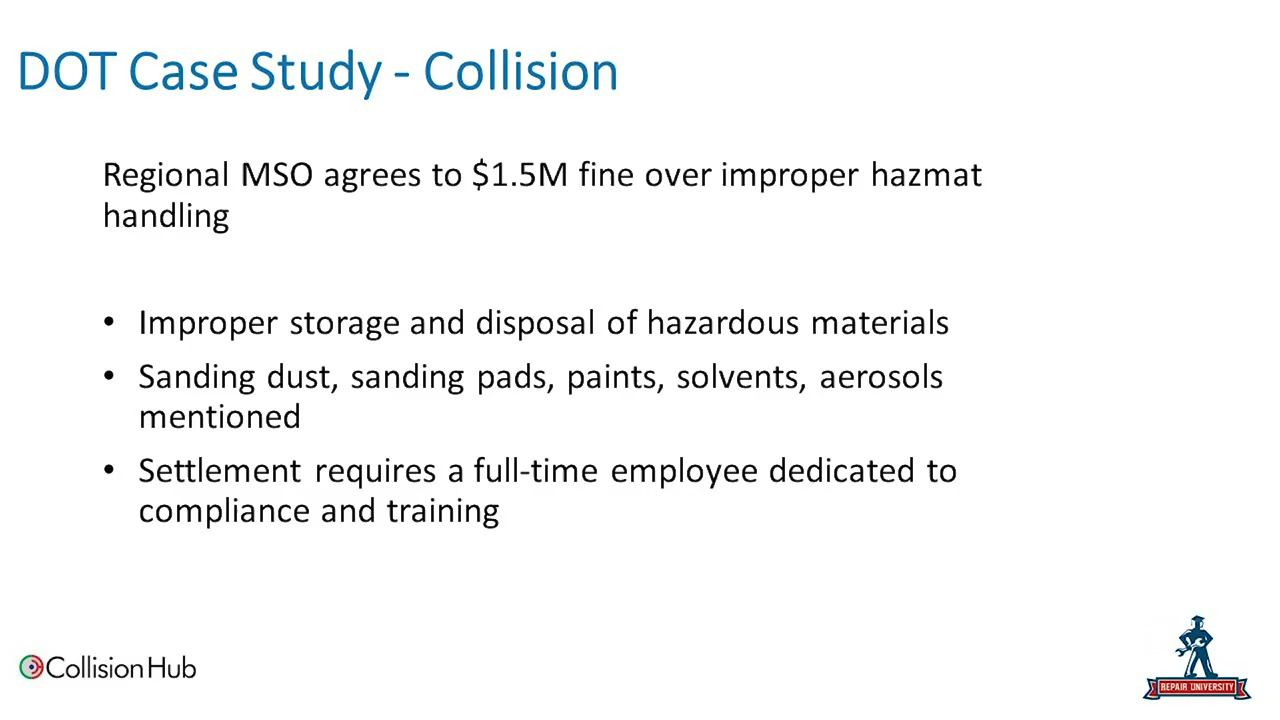 DOT Case Study - Collision
Regional MSO agrees to $1.5M fine over improper hazmat
handling
• Improper storage and disposal of hazardous materials
• Sanding dust, sanding pads, paints, solvents, aerosols
mentioned
• Settlement requires a full-time employee dedicated to
compliance and training
Collision Hub
REPAIR UNIVERSITY